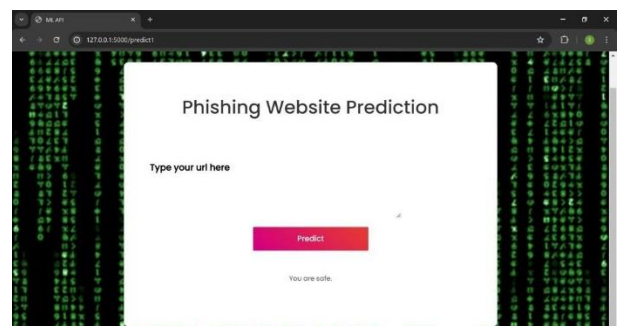 ML API
127.0.0.1:5000/predict1
Phishing Website Prediction
Type your url here
Predict
You are safe.